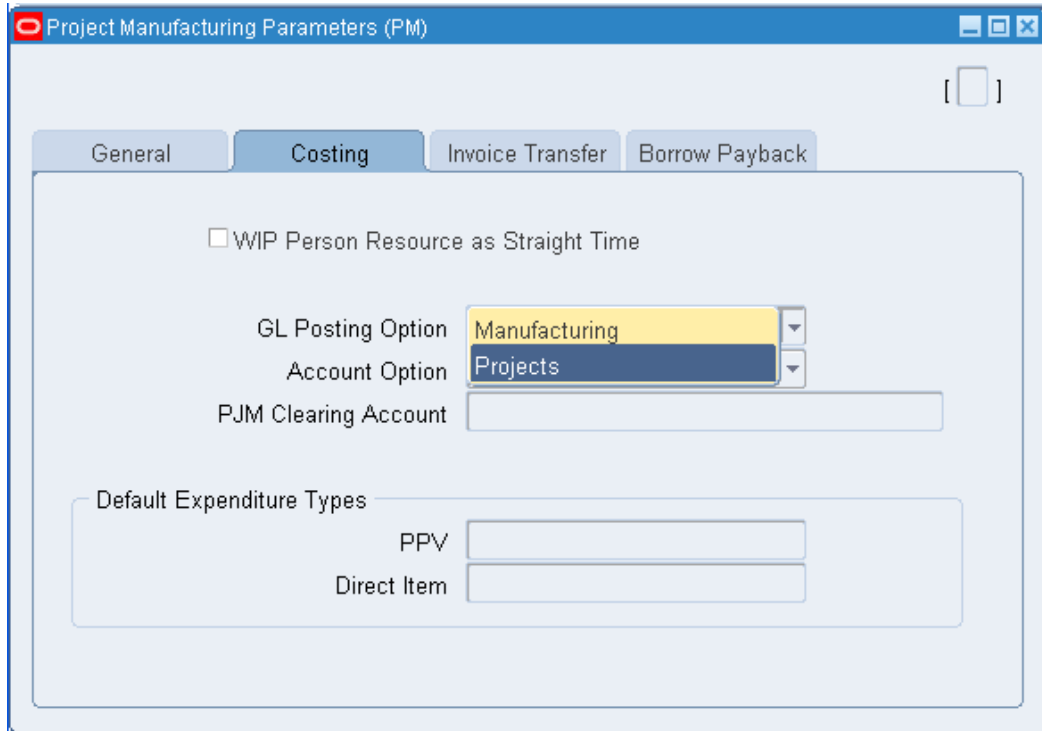 Project Manufacturing Parameters (PM)
[ ]
General Costing Invoice Transfer Borrow Payback
WIP Person Resource as Straight Time
GL Posting Option Manufacturing
Account Option Projects
PJM Clearing Account
Default Expenditure Types
PPV
Direct Item